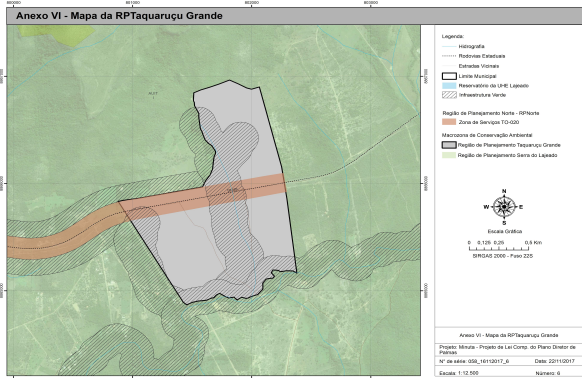 Anexo VI - Mapa da RPTaquaruçu Grande
Legenda:
Hidrografia
Rodovias Estaduais
Estradas Vicinais
Limite Municipal
Reservatório da UHE Lajeado
Infraestrutura Verde
Região de Planejamento Norte - RPNorte
Zona de Serviços TO-020
Macrozona de Conservação Ambiental
Região de Planejamento Taquaruçu Grande
Região de Planejamento Serra do Lajeado
N
W
E
S
Escala Gráfica
0 0,125 0,25 0,5 Km
SIRGAS 2000 - Fuso 22S
Anexo VI - Mapa da RPTaquaruçu Grande
Projeto: Minuta - Projeto de Lei Comp. do Plano Diretor de
Palmas
N° de série: 059_16112017_6 Data: 22/11/2017
Escala: 1:12.500 Número: 6